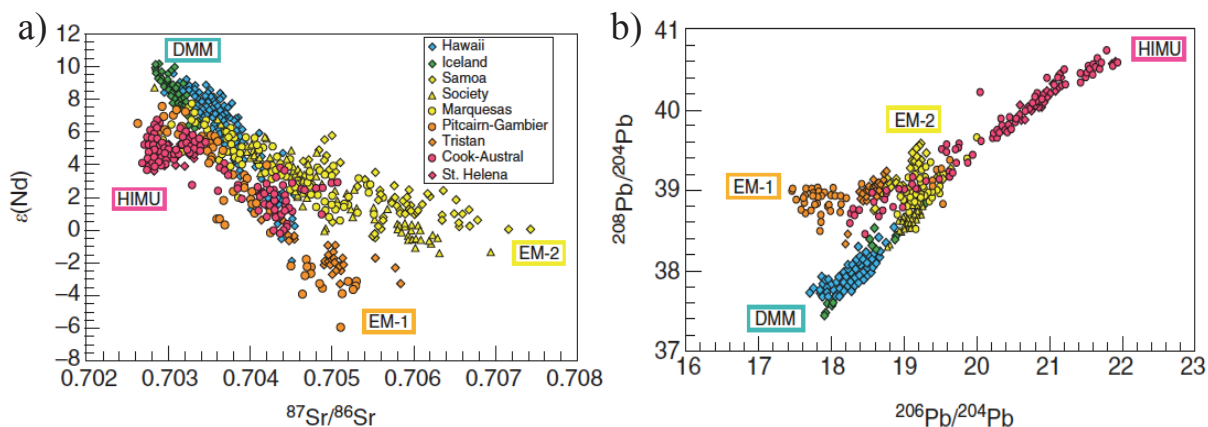 a)
12
10
8
6
4
2
0
−2
−4
−6
−8
ε(Nd)
DMM
HIMU
EM-1
EM-2
Hawaii
Iceland
Samoa
Society
Marquesas
Pitcairn-Gambier
Tristan
Cook-Austral
St. Helena
0.702 0.703 0.704 0.705 0.706 0.707 0.708
⁸⁷Sr/⁸⁶Sr
b)
41
40
39
38
37
²⁰⁸Pb/²⁰⁴Pb
HIMU
EM-2
EM-1
DMM
16 17 18 19 20 21 22 23
²⁰⁶Pb/²⁰⁴Pb